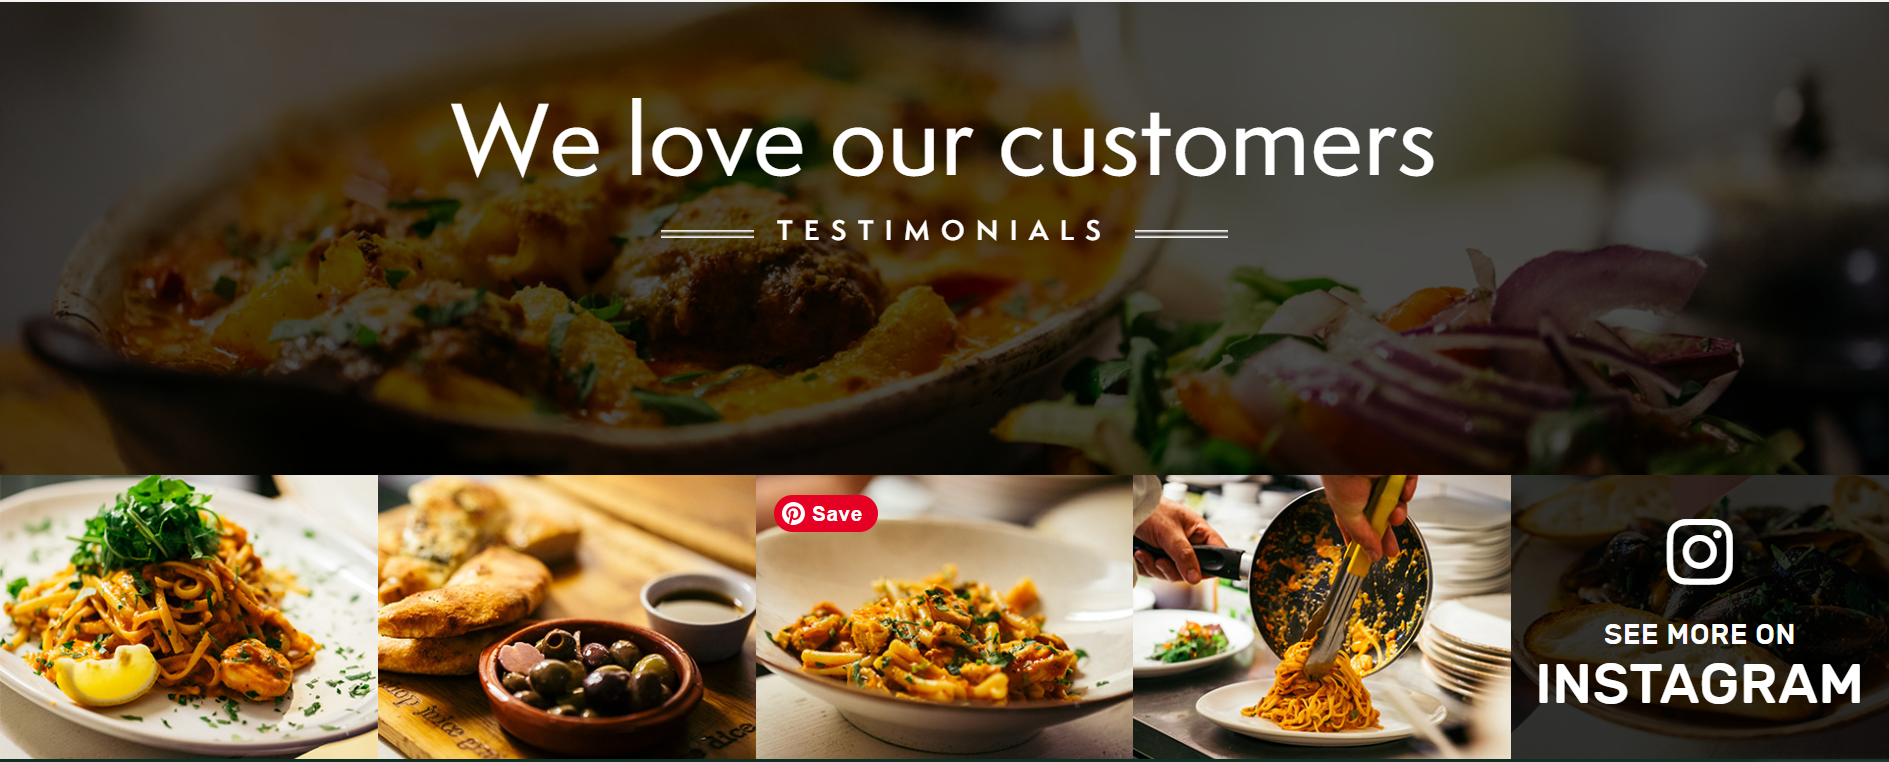 We love our customers
TESTIMONIALS
Save
SEE MORE ON
INSTAGRAM